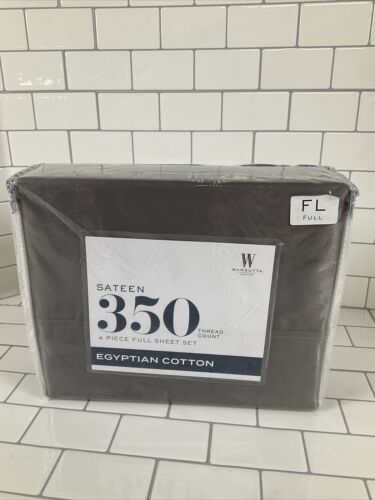 FL
FULL
W
WAMSUTTA
SATEEN
350 THREAD COUNT
4 PIECE FULL SHEET SET
EGYPTIAN COTTON